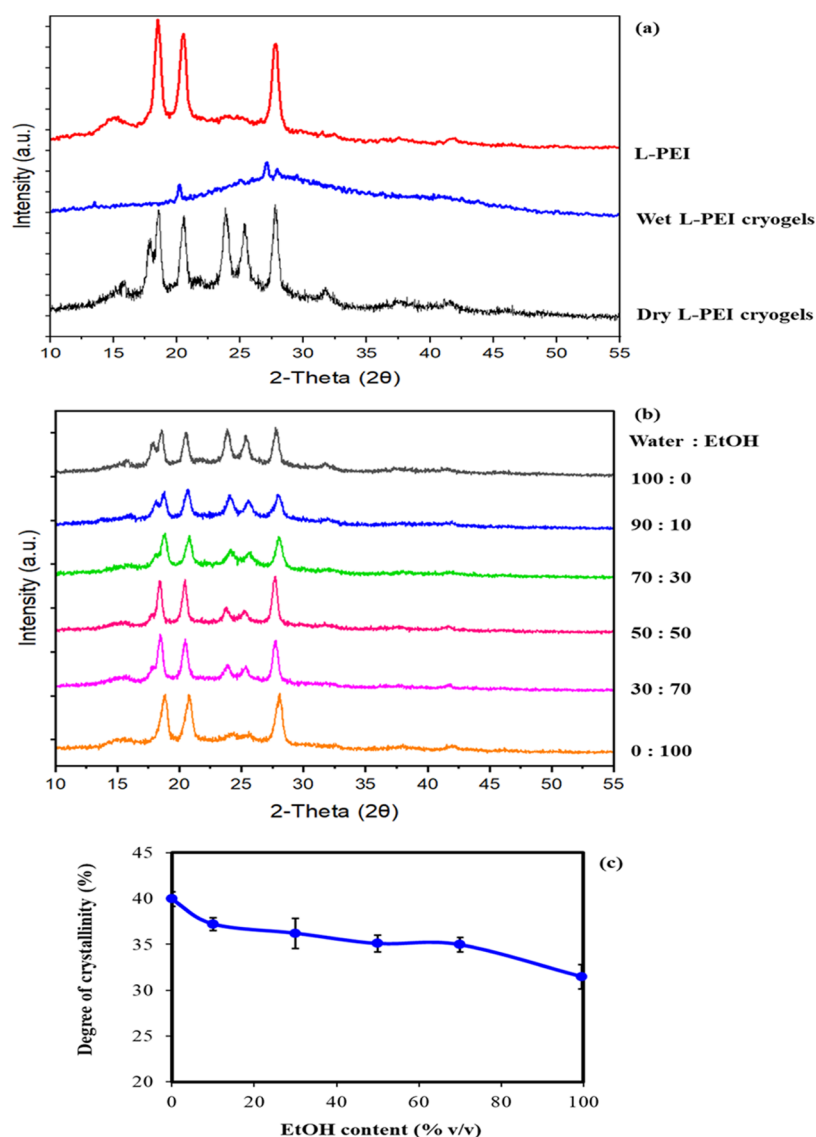 (a)
Intensity (a.u.)
L-PEI
Wet L-PEI cryogels
Dry L-PEI cryogels
10 15 20 25 30 35 40 45 50 55
2-Theta (2θ)
(b)
Water : EtOH
100 : 0
90 : 10
70 : 30
50 : 50
30 : 70
0 : 100
Intensity (a.u.)
10 15 20 25 30 35 40 45 50 55
2-Theta (2θ)
(c)
Degree of crystallinity (%)
45
40
35
30
25
20
0 20 40 60 80 100
EtOH content (% v/v)